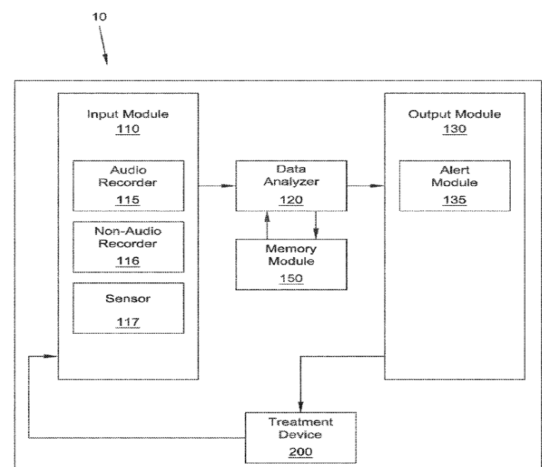 10
Input Module
110
Audio
Recorder
115
Non-Audio
Recorder
116
Sensor
117
Data
Analyzer
120
Memory
Module
150
Output Module
130
Alert
Module
135
Treatment
Device
200